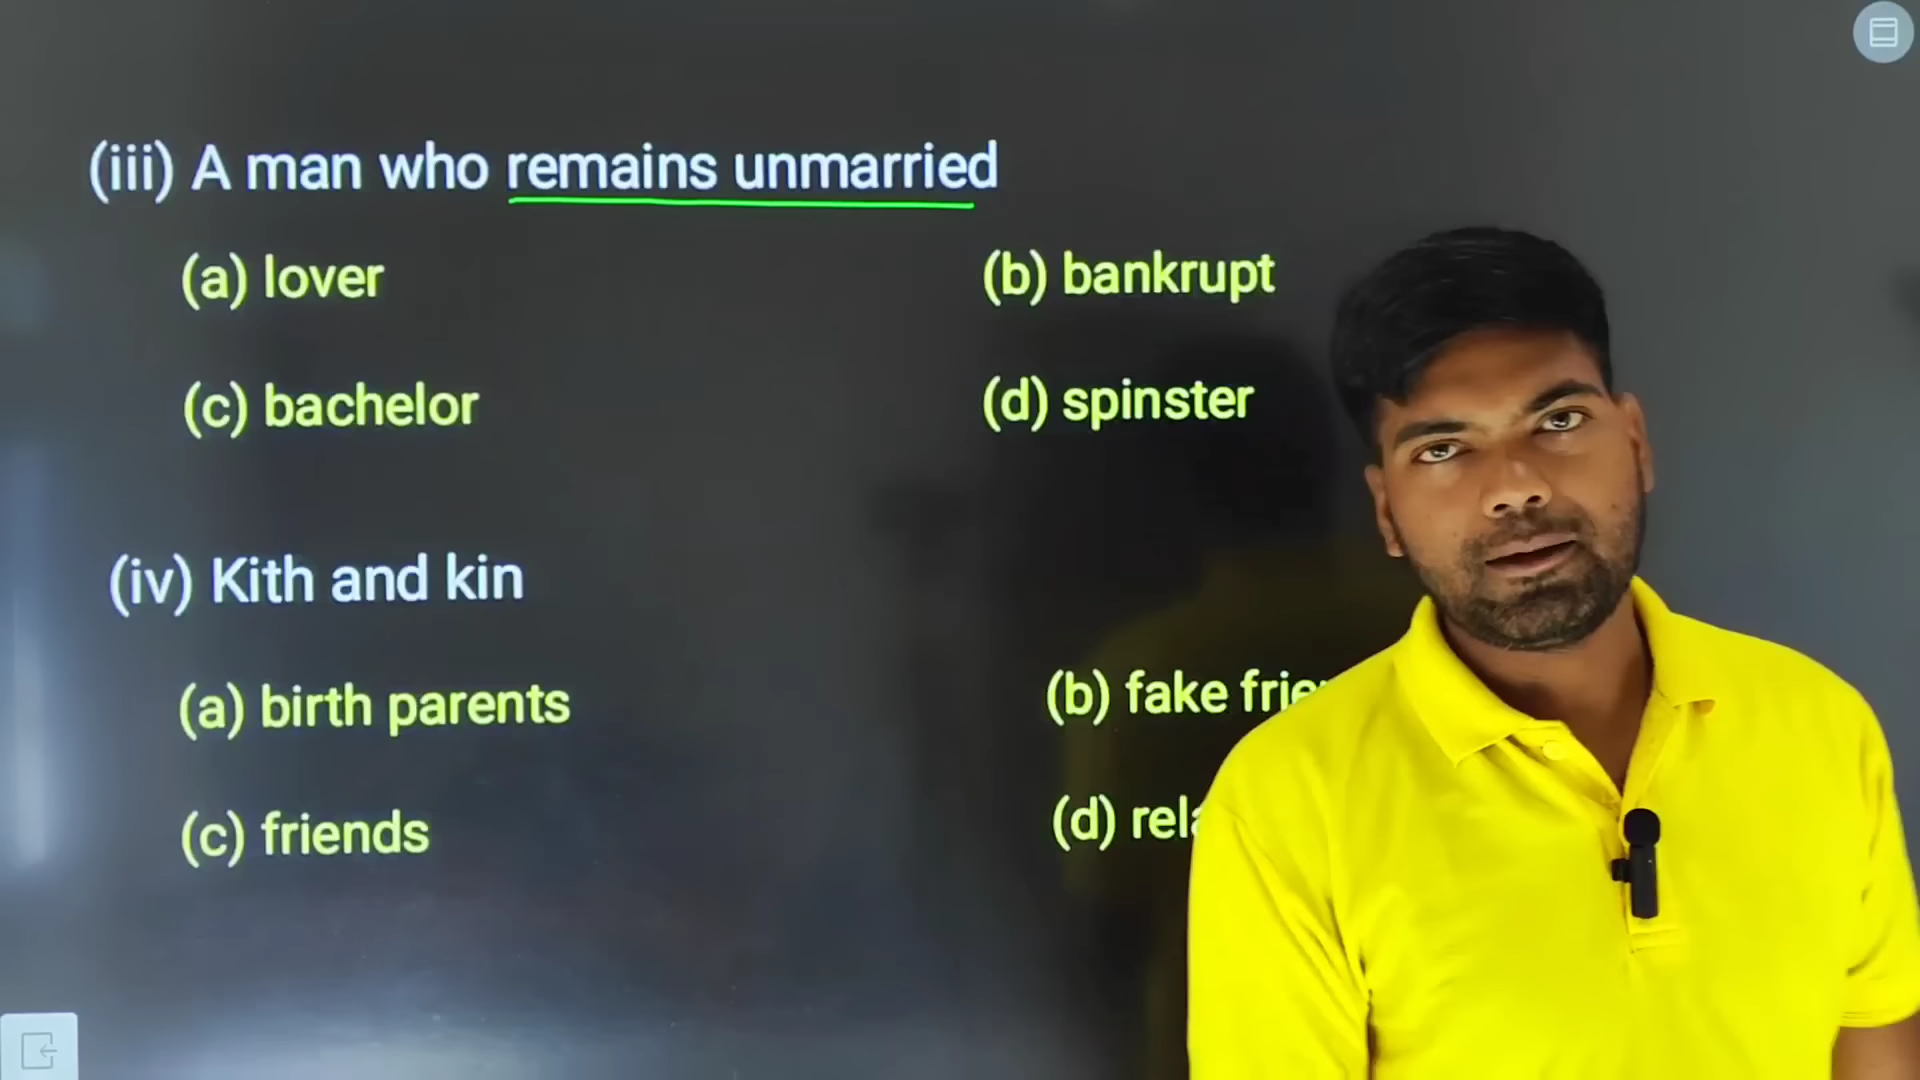 (iii) A man who remains unmarried
(a) lover
(b) bankrupt
(c) bachelor
(d) spinster
(iv) Kith and kin
(a) birth parents
(b) fake
(c) friends
(d)